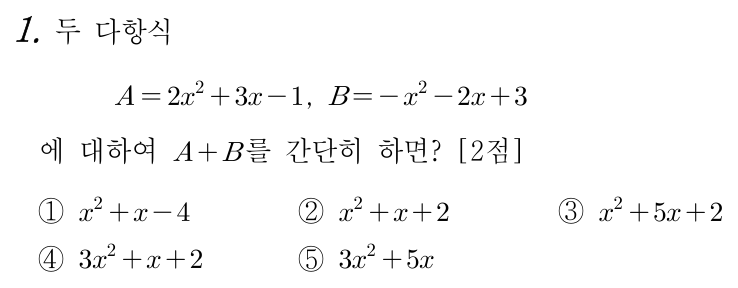 1. 두 다항식
A=2x²+3x-1, B=-x²-2x+3
에 대하여 A+B를 간단히 하면? [2점]
① x²+x-4 ② x²+x+2 ③ x²+5x+2
④ 3x²+x+2 ⑤ 3x²+5x